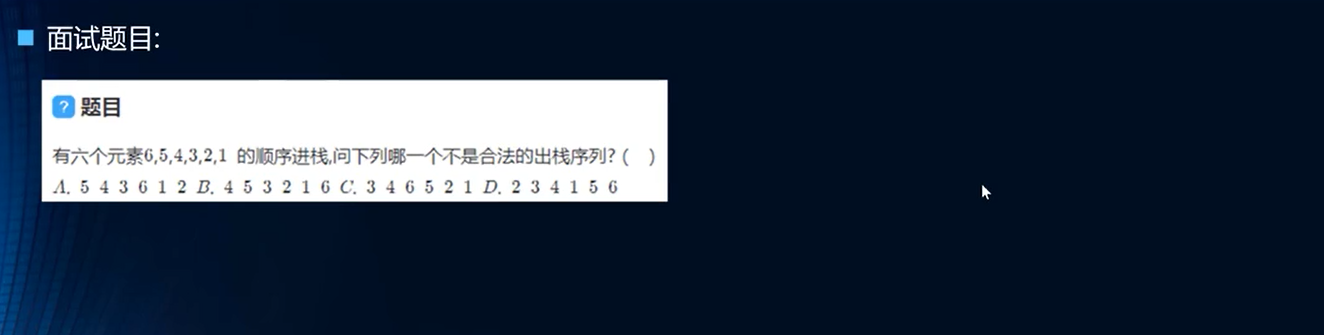 面试题目:
? 题目
有六个元素6,5,4,3,2,1 的顺序进栈,问下列哪一个不是合法的出栈序列? ( )
A. 5 4 3 6 1 2 B. 4 5 3 2 1 6 C. 3 4 6 5 2 1 D. 2 3 4 1 5 6